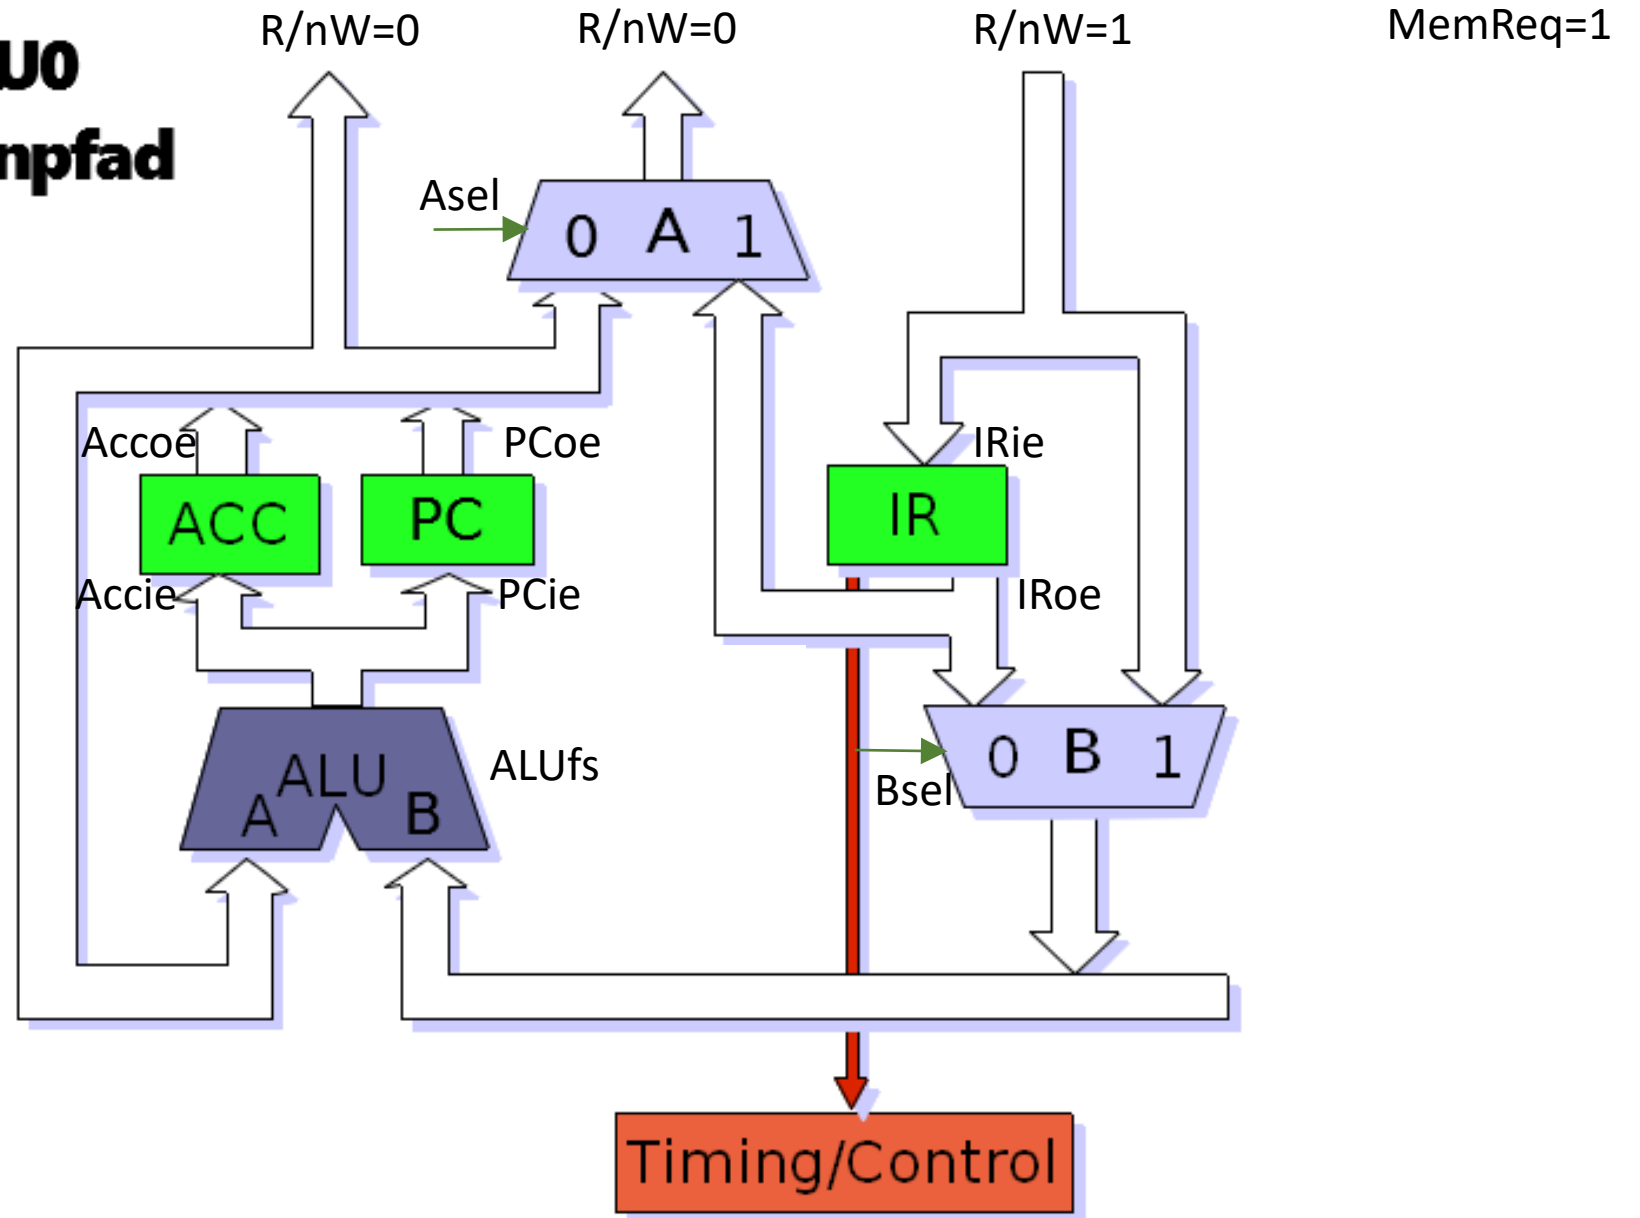 R/nW=0
R/nW=0
R/nW=1
MemReq=1
U0
npfad
Asel
0 A 1
Accoe
PCoe
IRie
ACC
PC
IR
Accie
PCie
IRoe
ALU
A B
ALUfs
0 B 1
Bsel
Timing/Control